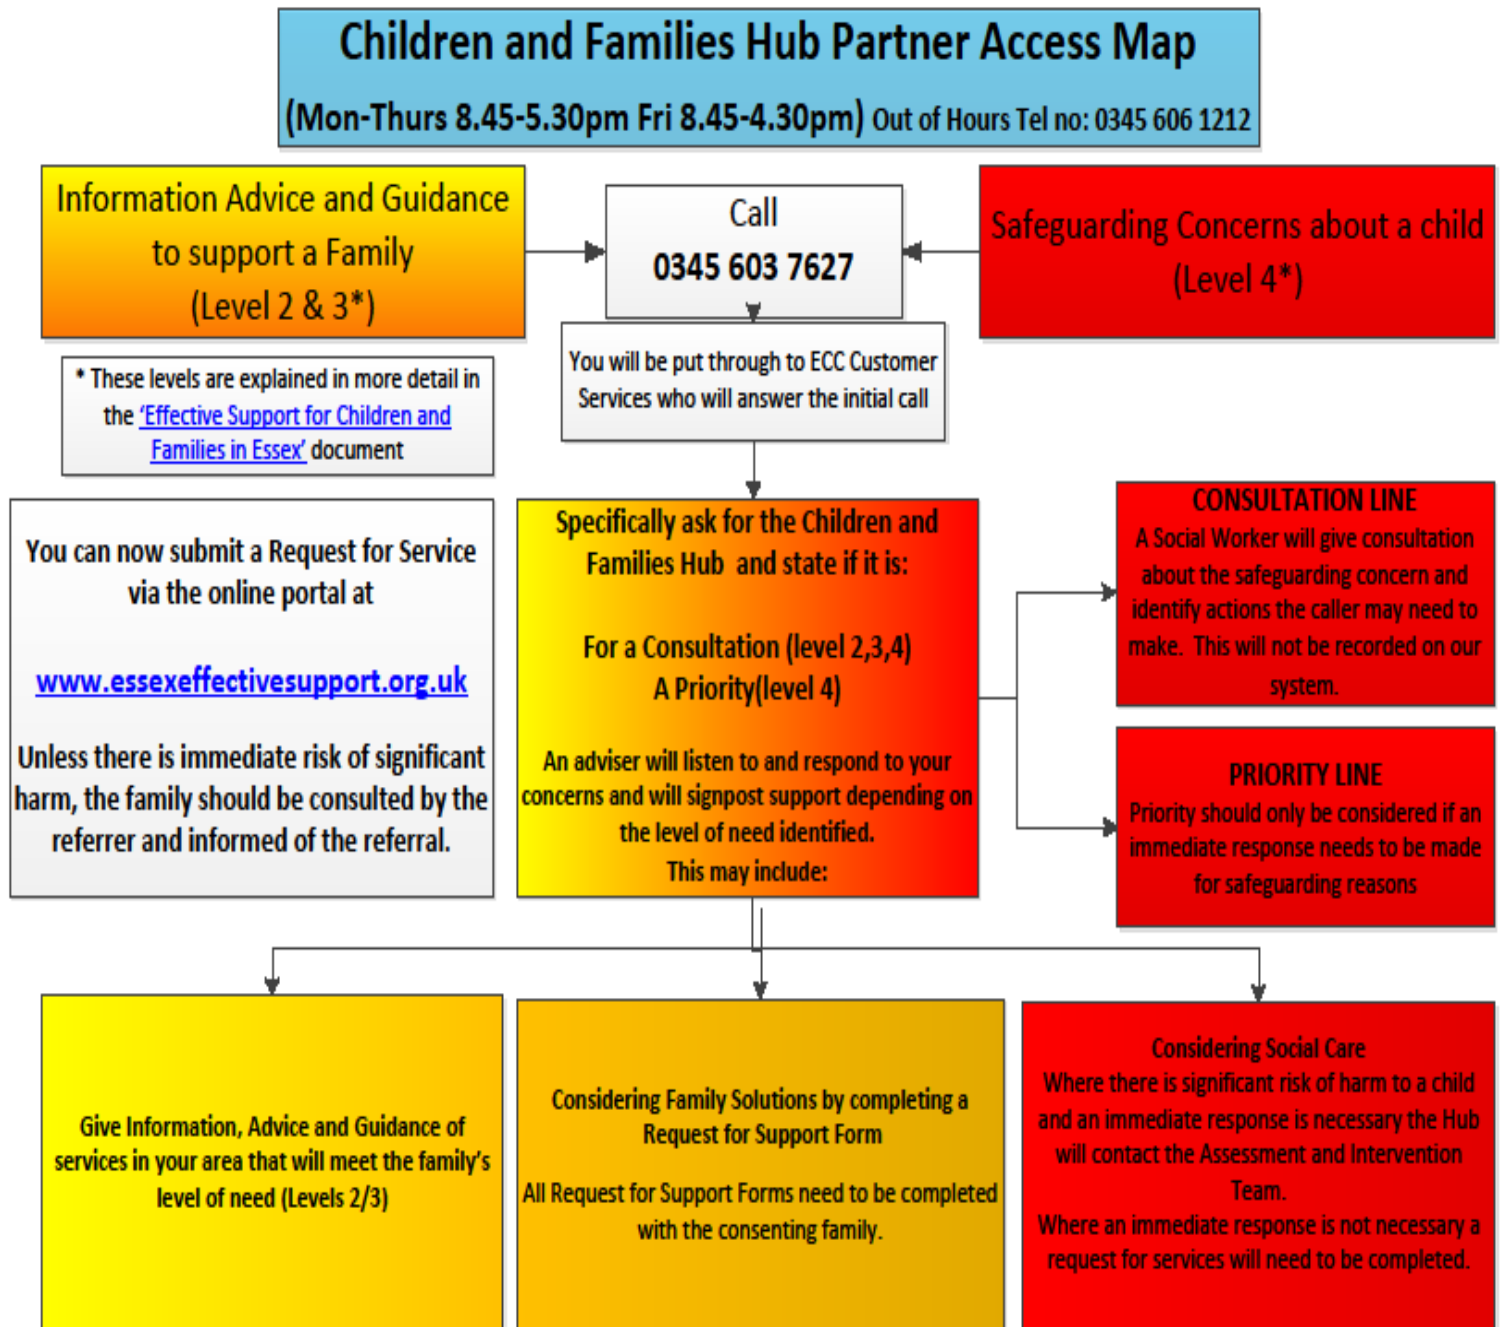 Children and Families Hub Partner Access Map
(Mon-Thurs 8.45-5.30pm Fri 8.45-4.30pm) Out of Hours Tel no: 0345 606 1212
Information Advice and Guidance
to support a Family
(Level 2 & 3*)
Call
0345 603 7627
Safeguarding Concerns about a child
(Level 4*)
You will be put through to ECC Customer
Services who will answer the initial call
* These levels are explained in more detail in
the ‘Effective Support for Children and
Families in Essex’ document
You can now submit a Request for Service
via the online portal at
www.essexeffectivesupport.org.uk
Unless there is immediate risk of significant
harm, the family should be consulted by the
referrer and informed of the referral.
Specifically ask for the Children and
Families Hub and state if it is:
For a Consultation (level 2,3,4)
A Priority(level 4)
An adviser will listen to and respond to your
concerns and will signpost support depending on
the level of need identified.
This may include:
CONSULTATION LINE
A Social Worker will give consultation
about the safeguarding concern and
identify actions the caller may need to
make. This will not be recorded on our
system.
PRIORITY LINE
Priority should only be considered if an
immediate response needs to be made
for safeguarding reasons
Give Information, Advice and Guidance of
services in your area that will meet the family’s
level of need (Levels 2/3)
Considering Family Solutions by completing a
Request for Support Form
All Request for Support Forms need to be completed
with the consenting family.
Considering Social Care
Where there is significant risk of harm to a child
and an immediate response is necessary the Hub
will contact the Assessment and Intervention
Team.
Where an immediate response is not necessary a
request for services will need to be completed.